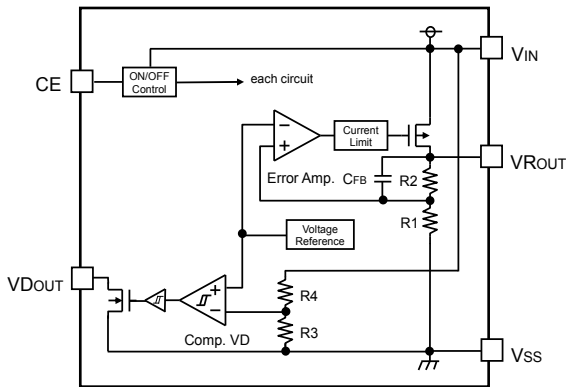 VIN
CE
ON/OFF
Control
each circuit
−
+
Current
Limit
VROUT
Error Amp.
CFB
R2
R1
Voltage
Reference
VDOUT
+
−
R4
R3
Comp. VD
VSS